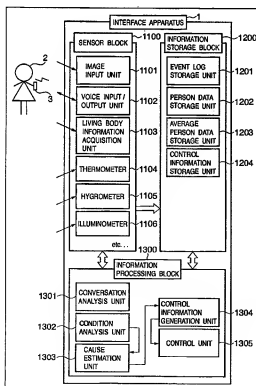 1
INTERFACE APPARATUS
1100
SENSOR BLOCK
1200
INFORMATION
STORAGE BLOCK
2
3
IMAGE
INPUT UNIT
1101
VOICE INPUT /
OUTPUT UNIT
1102
LIVING BODY
INFORMATION
ACQUISITION
UNIT
1103
THERMOMETER
1104
HYGROMETER
1105
ILLUMINOMETER
1106
etc...
EVENT LOG
STORAGE UNIT
1201
PERSON DATA
STORAGE UNIT
1202
AVERAGE
PERSON DATA
STORAGE UNIT
1203
CONTROL
INFORMATION
STORAGE UNIT
1204
1300
INFORMATION
PROCESSING BLOCK
1301
CONVERSATION
ANALYSIS UNIT
1302
CONDITION
ANALYSIS UNIT
1303
CAUSE
ESTIMATION
UNIT
CONTROL
INFORMATION
GENERATION UNIT
1304
CONTROL UNIT
1305